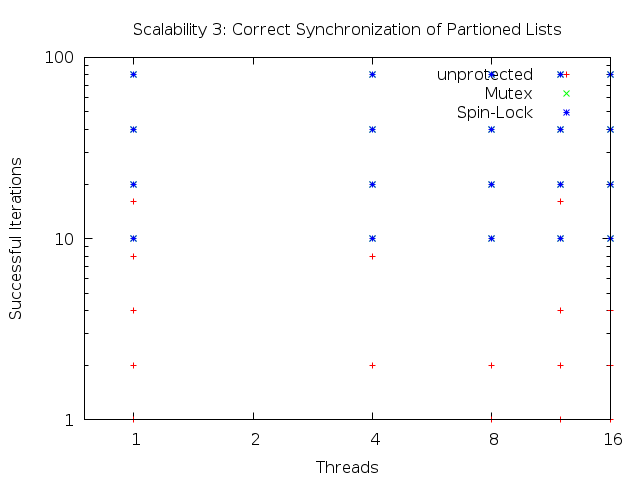 Scalability 3: Correct Synchronization of Partioned Lists
100
unprotected
Mutex
Spin-Lock
10
1
Successful Iterations
1 2 4 8 16
Threads